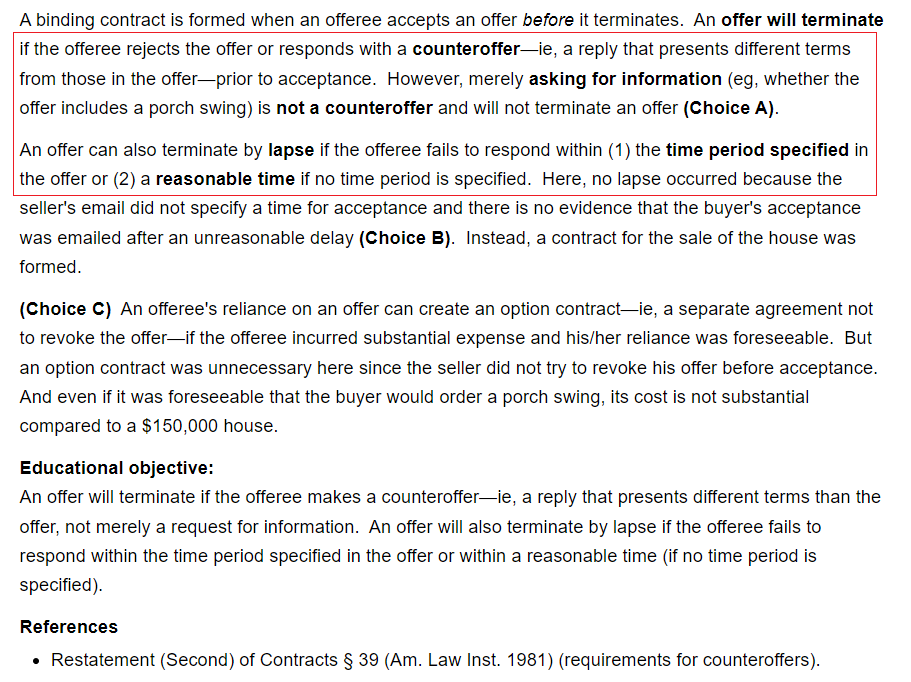 A binding contract is formed when an offeree accepts an offer before it terminates.  An offer will terminate
if the offeree rejects the offer or responds with a counteroffer—ie, a reply that presents different terms
from those in the offer—prior to acceptance.  However, merely asking for information (eg, whether the
offer includes a porch swing) is not a counteroffer and will not terminate an offer (Choice A).
An offer can also terminate by lapse if the offeree fails to respond within (1) the time period specified in
the offer or (2) a reasonable time if no time period is specified.  Here, no lapse occurred because the
seller's email did not specify a time for acceptance and there is no evidence that the buyer's acceptance
was emailed after an unreasonable delay (Choice B).  Instead, a contract for the sale of the house was
formed.
(Choice C)  An offeree's reliance on an offer can create an option contract—ie, a separate agreement not
to revoke the offer—if the offeree incurred substantial expense and his/her reliance was foreseeable.  But
an option contract was unnecessary here since the seller did not try to revoke his offer before acceptance.
And even if it was foreseeable that the buyer would order a porch swing, its cost is not substantial
compared to a $150,000 house.
Educational objective:
An offer will terminate if the offeree makes a counteroffer—ie, a reply that presents different terms than the
offer, not merely a request for information.  An offer will also terminate by lapse if the offeree fails to
respond within the time period specified in the offer or within a reasonable time (if no time period is
specified).
References
• Restatement (Second) of Contracts § 39 (Am. Law Inst. 1981) (requirements for counteroffers).